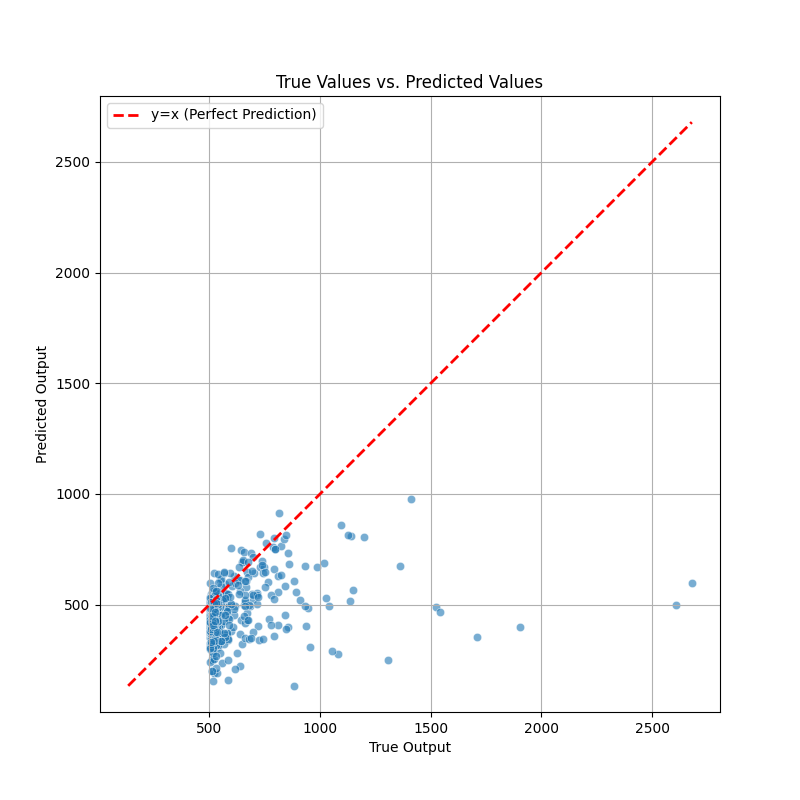 True Values vs. Predicted Values
y=x (Perfect Prediction)
2500
2000
1500
1000
500
Predicted Output
500 1000 1500 2000 2500
True Output